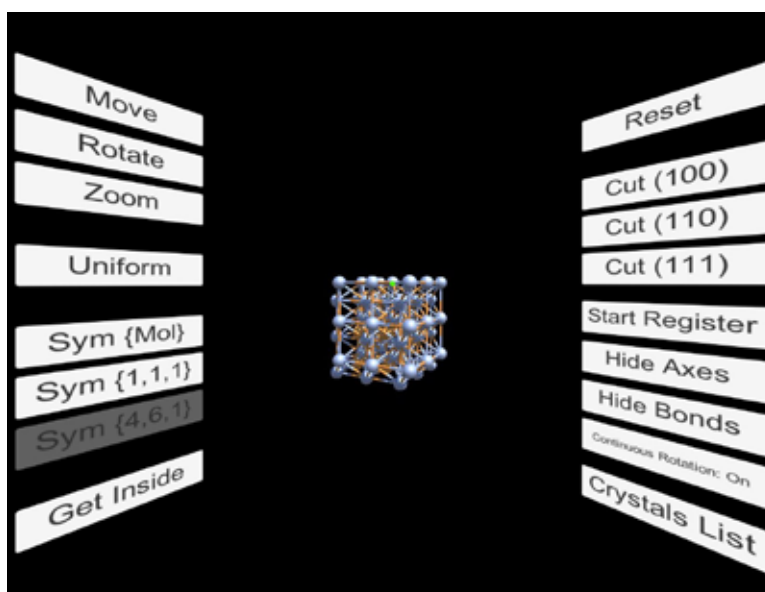 Move
Rotate
Zoom
Uniform
Sym {Mol}
Sym {1,1,1}
Sym {4,6,1}
Get Inside
Reset
Cut (100)
Cut (110)
Cut (111)
Start Register
Hide Axes
Hide Bonds
Continuous Rotation: On
Crystals List